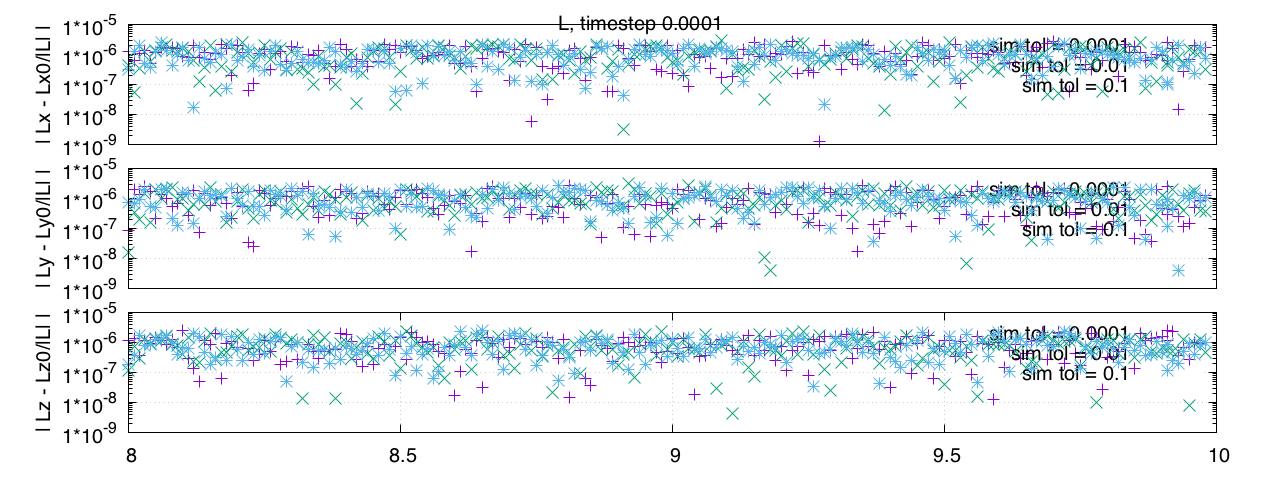 L, timestep 0.0001
| Lx - Lx0/|L| |
1*10-5
1*10-6
1*10-7
1*10-8
1*10-9
sim tol = 0.0001
sim tol = 0.01
sim tol = 0.1
| Ly - Ly0/|L| |
1*10-5
1*10-6
1*10-7
1*10-8
1*10-9
sim tol = 0.0001
sim tol = 0.01
sim tol = 0.1
| Lz - Lz0/|L| |
1*10-5
1*10-6
1*10-7
1*10-8
1*10-9
sim tol = 0.0001
sim tol = 0.01
sim tol = 0.1
8 8.5 9 9.5 10